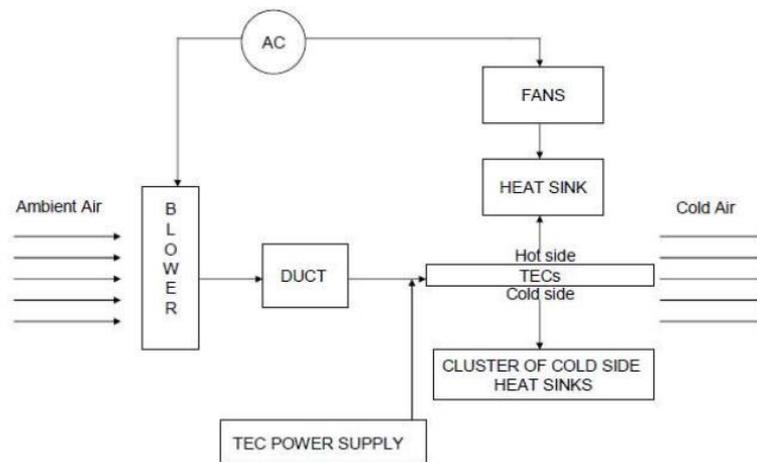 AC
FANS
HEAT SINK
Ambient Air
BLOWER
Cold Air
DUCT
Hot side
TECs
Cold side
CLUSTER OF COLD SIDE
HEAT SINKS
TEC POWER SUPPLY